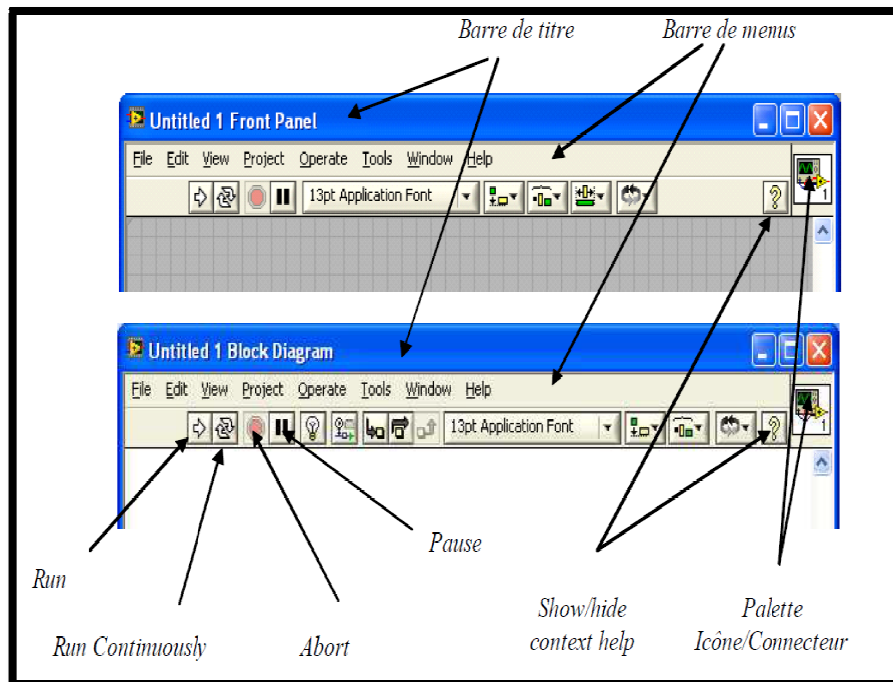 Barre de titre Barre de menus
Untitled 1 Front Panel
File Edit View Project Operate Tools Window Help
13pt Application Font
1
Untitled 1 Block Diagram
File Edit View Project Operate Tools Window Help
13pt Application Font
1
Pause
Run
Run Continuously
Abort
Show/hide
context help
Palette
Icône/Connecteur